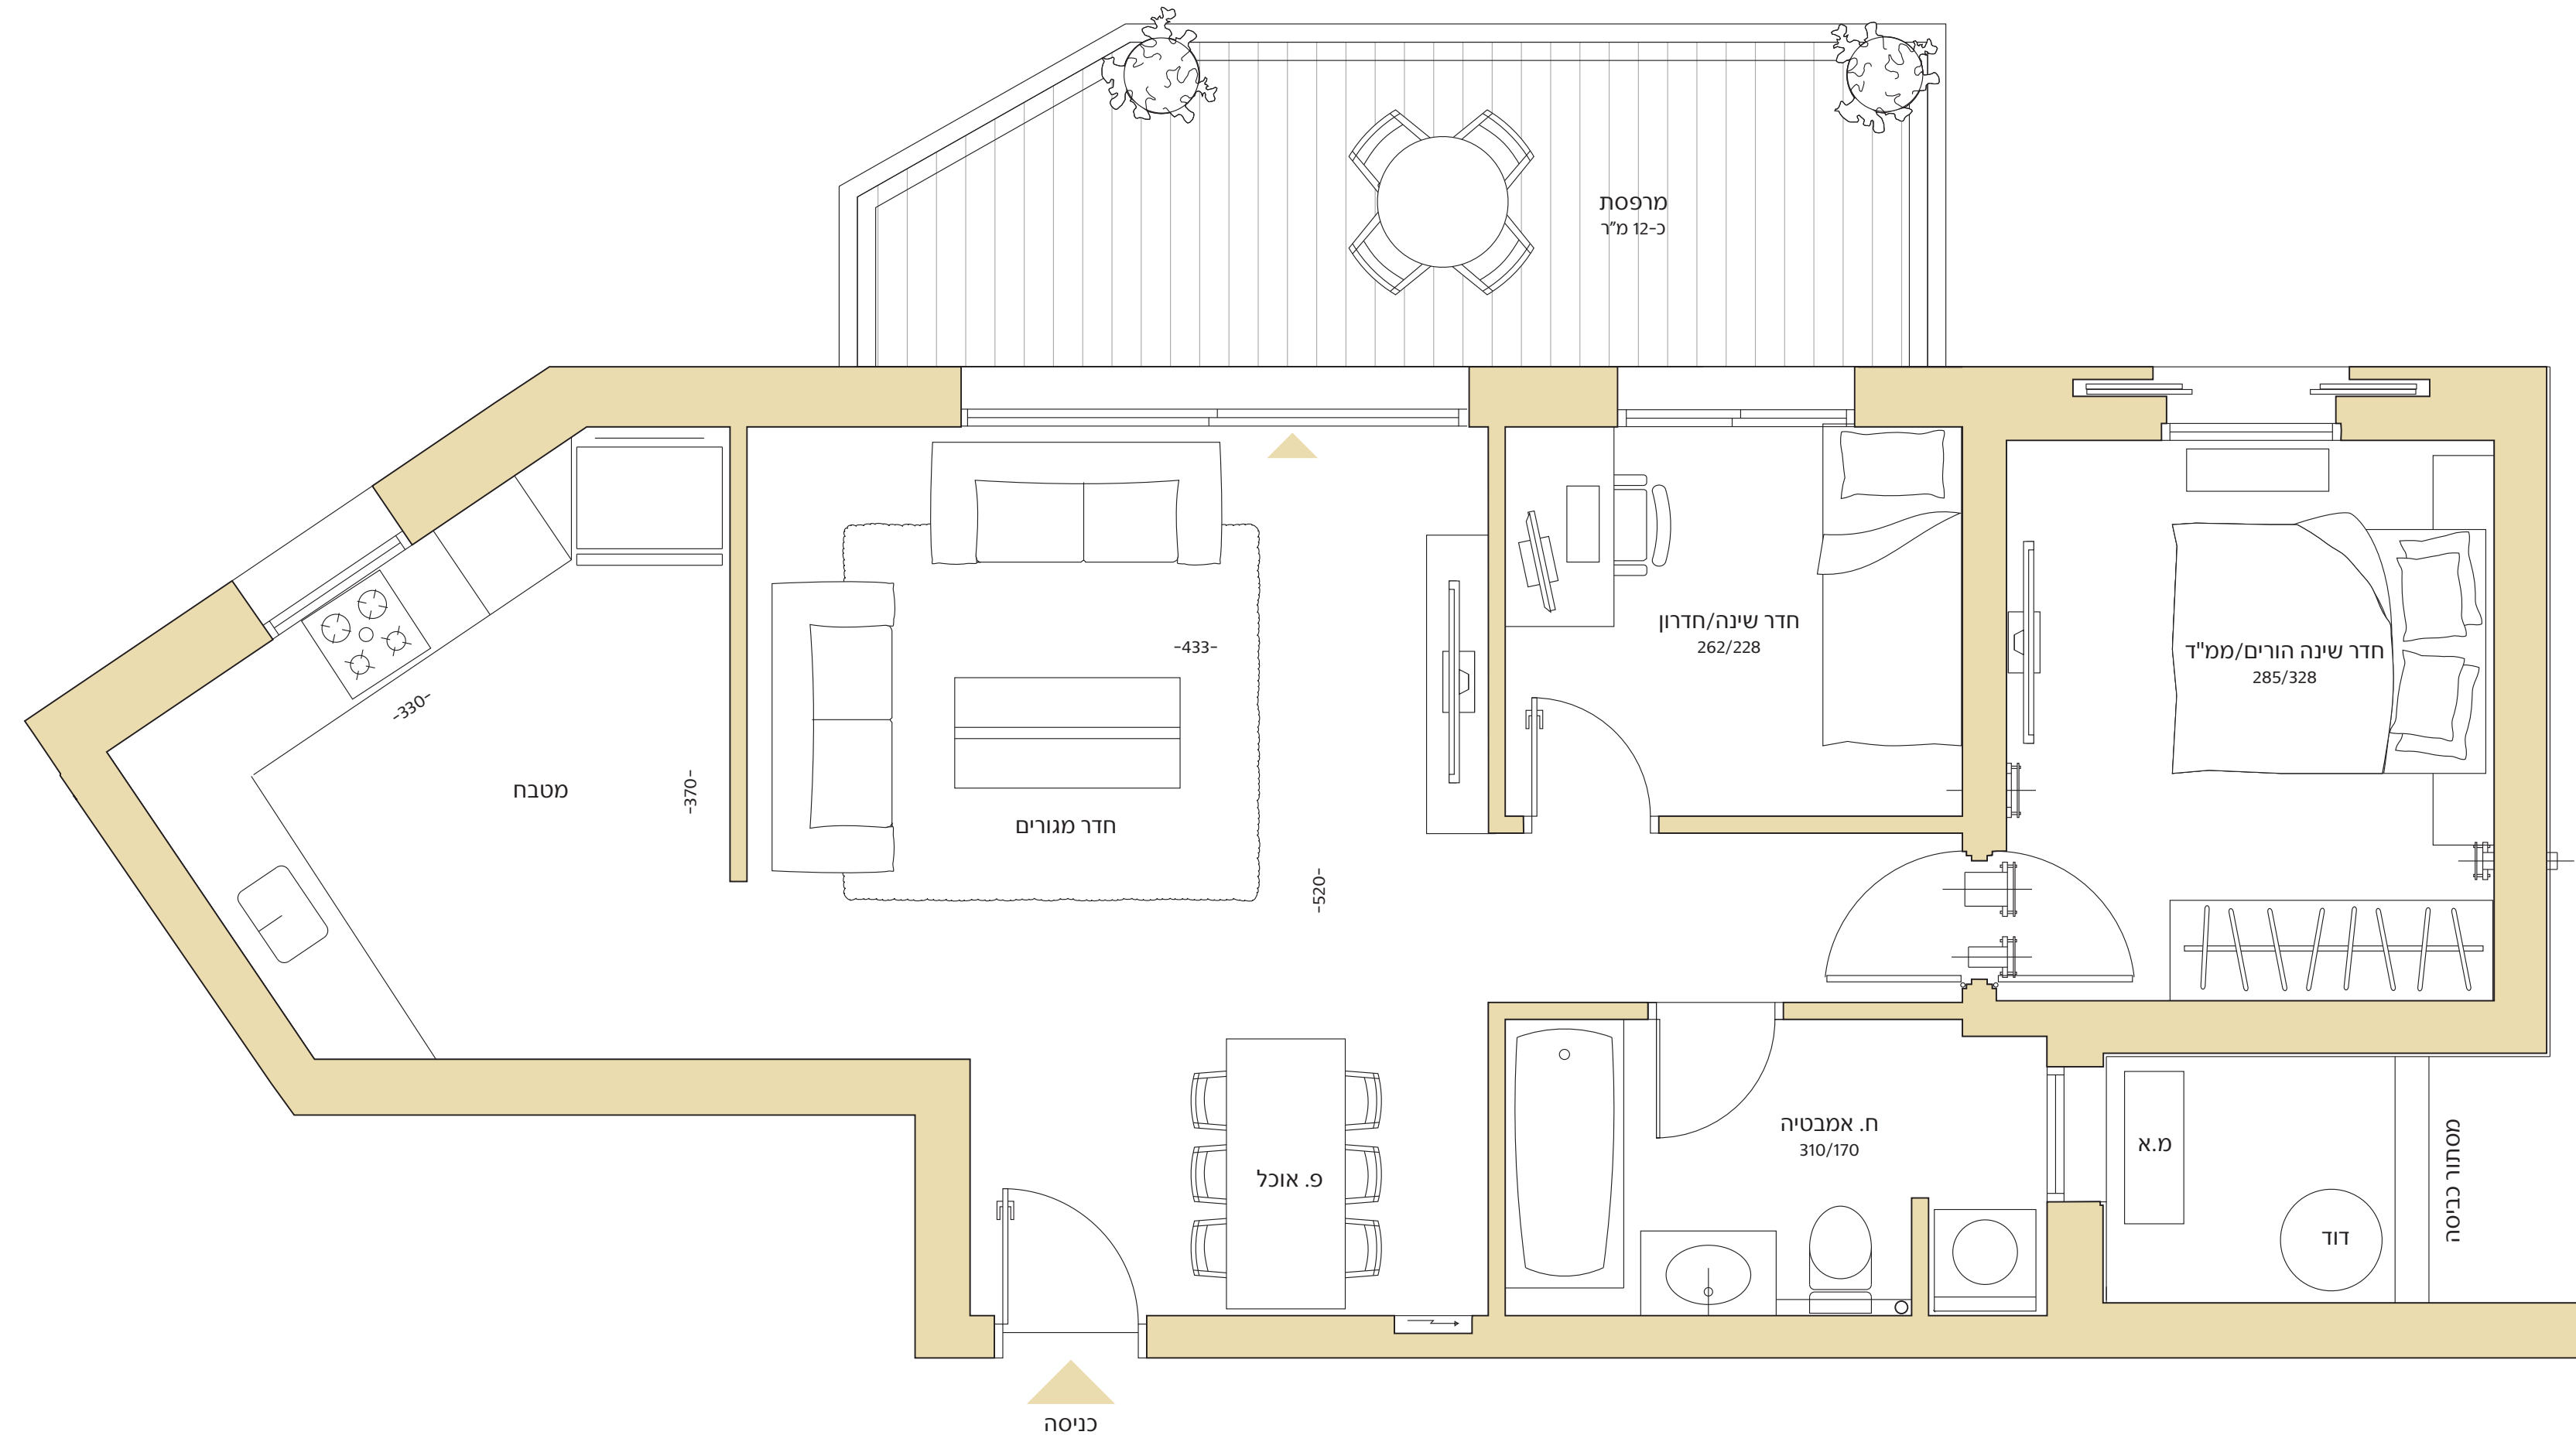 מרפסת
כ-12 מ"ר
חדר שינה/חדרון
262/228
חדר שינה הורים/ממ"ד
285/328
-433-
-330-
מטבח
-370-
חדר מגורים
-520-
ח. אמבטיה
310/170
פ. אוכל
מ.א
דוד
מסתור כביסה
כניסה